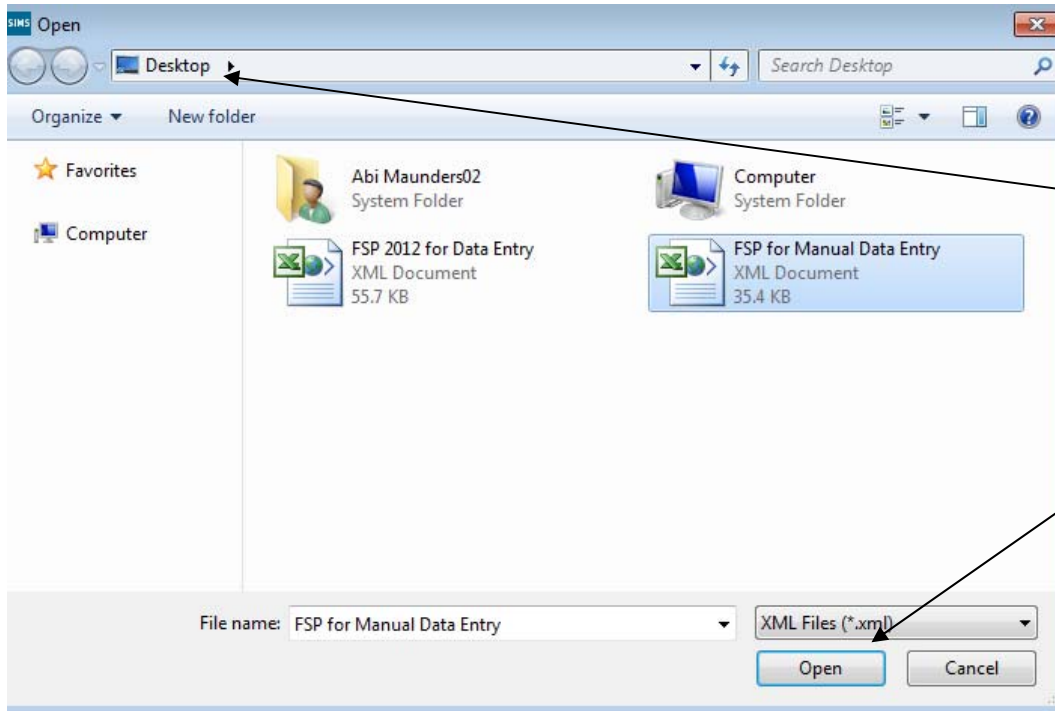 SIMS Open
Desktop
Search Desktop
Organize
New folder
Favorites
Computer
Abi Maunders02
System Folder
Computer
System Folder
FSP 2012 for Data Entry
XML Document
55.7 KB
FSP for Manual Data Entry
XML Document
35.4 KB
File name: FSP for Manual Data Entry
XML Files (*.xml)
Open
Cancel